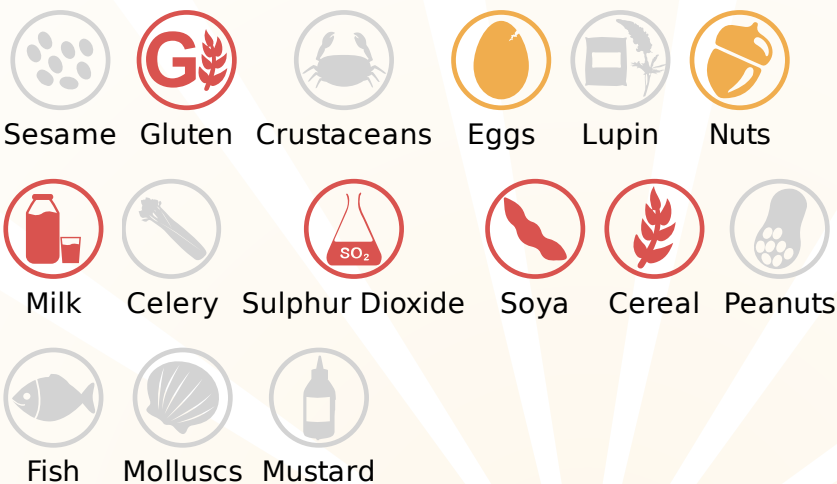 G
Sesame Gluten Crustaceans Eggs Lupin Nuts
SO₂
Milk Celery Sulphur Dioxide Soya Cereal Peanuts
Fish Molluscs Mustard